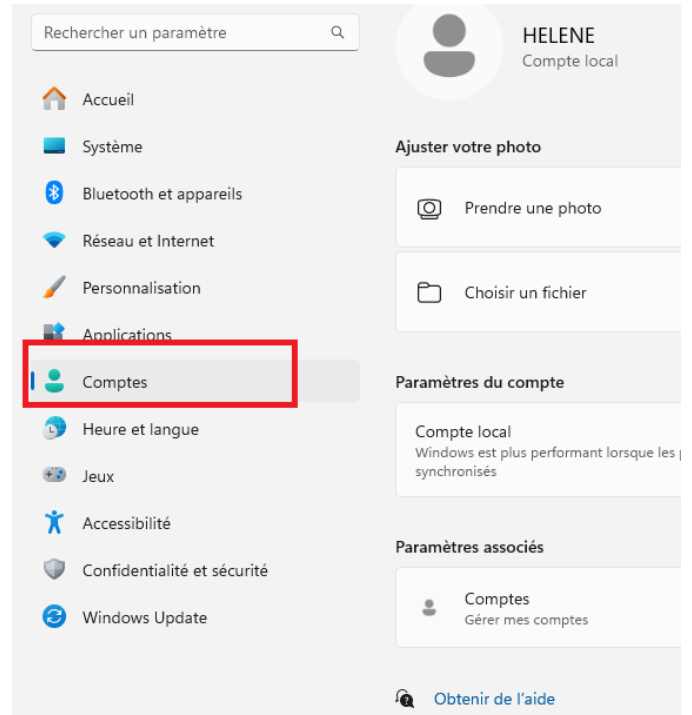 Rechercher un paramètre
Accueil
Système
Bluetooth et appareils
Réseau et Internet
Personnalisation
Applications
Comptes
Heure et langue
Jeux
Accessibilité
Confidentialité et sécurité
Windows Update
HELENE
Compte local
Ajuster votre photo
Prendre une photo
Choisir un fichier
Paramètres du compte
Compte local
Windows est plus performant lorsque les
synchronisés
Paramètres associés
Comptes
Gérer mes comptes
Obtenir de l'aide